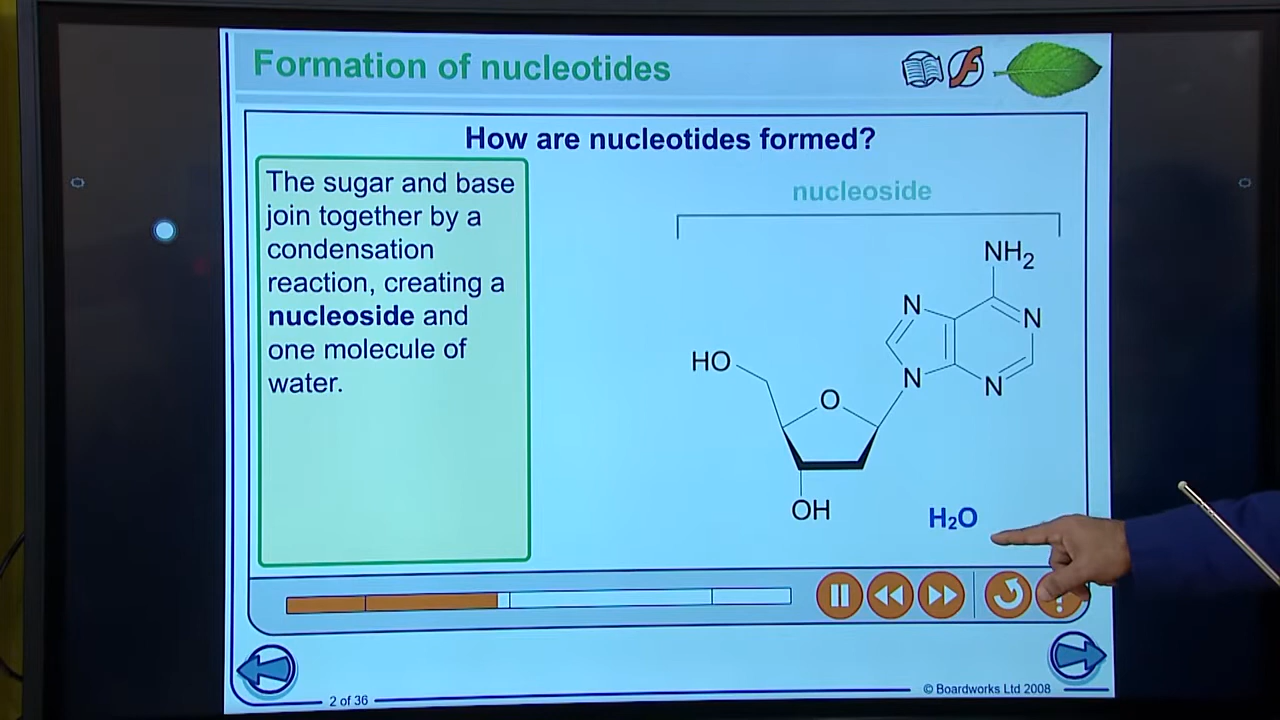 Formation of nucleotides
How are nucleotides formed?
The sugar and base
join together by a
condensation
reaction, creating a
nucleoside and
one molecule of
water.
nucleoside
NH2
N
N
HO
N
N
O
OH
H2O
2 of 36
© Boardworks Ltd 2008